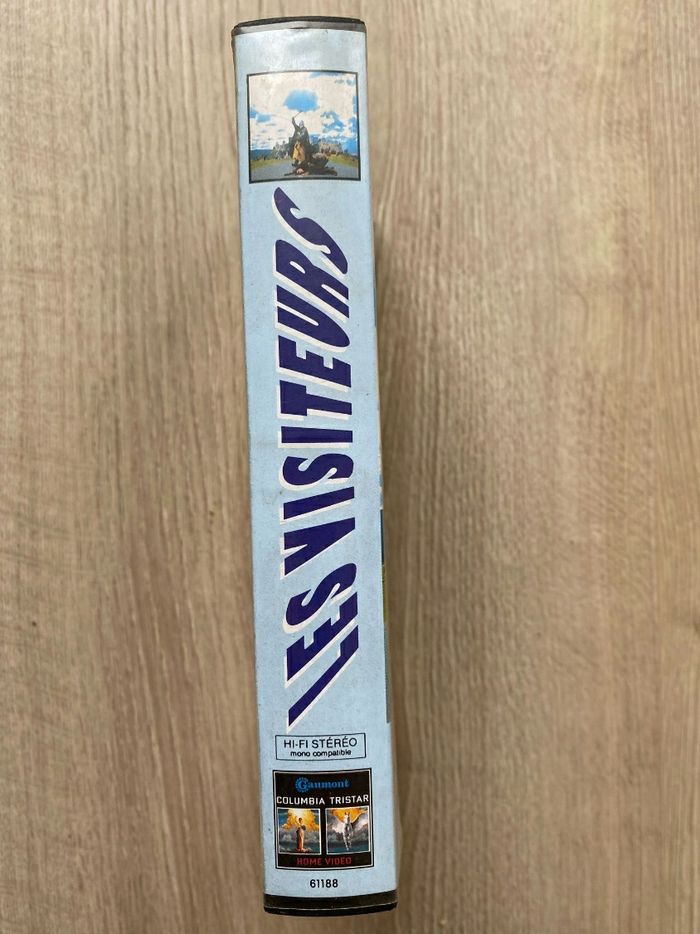 LES VISITEURS
HI-FI STÉRÉO
mono compatible
Gaumont
COLUMBIA TRISTAR
HOME VIDEO
61188